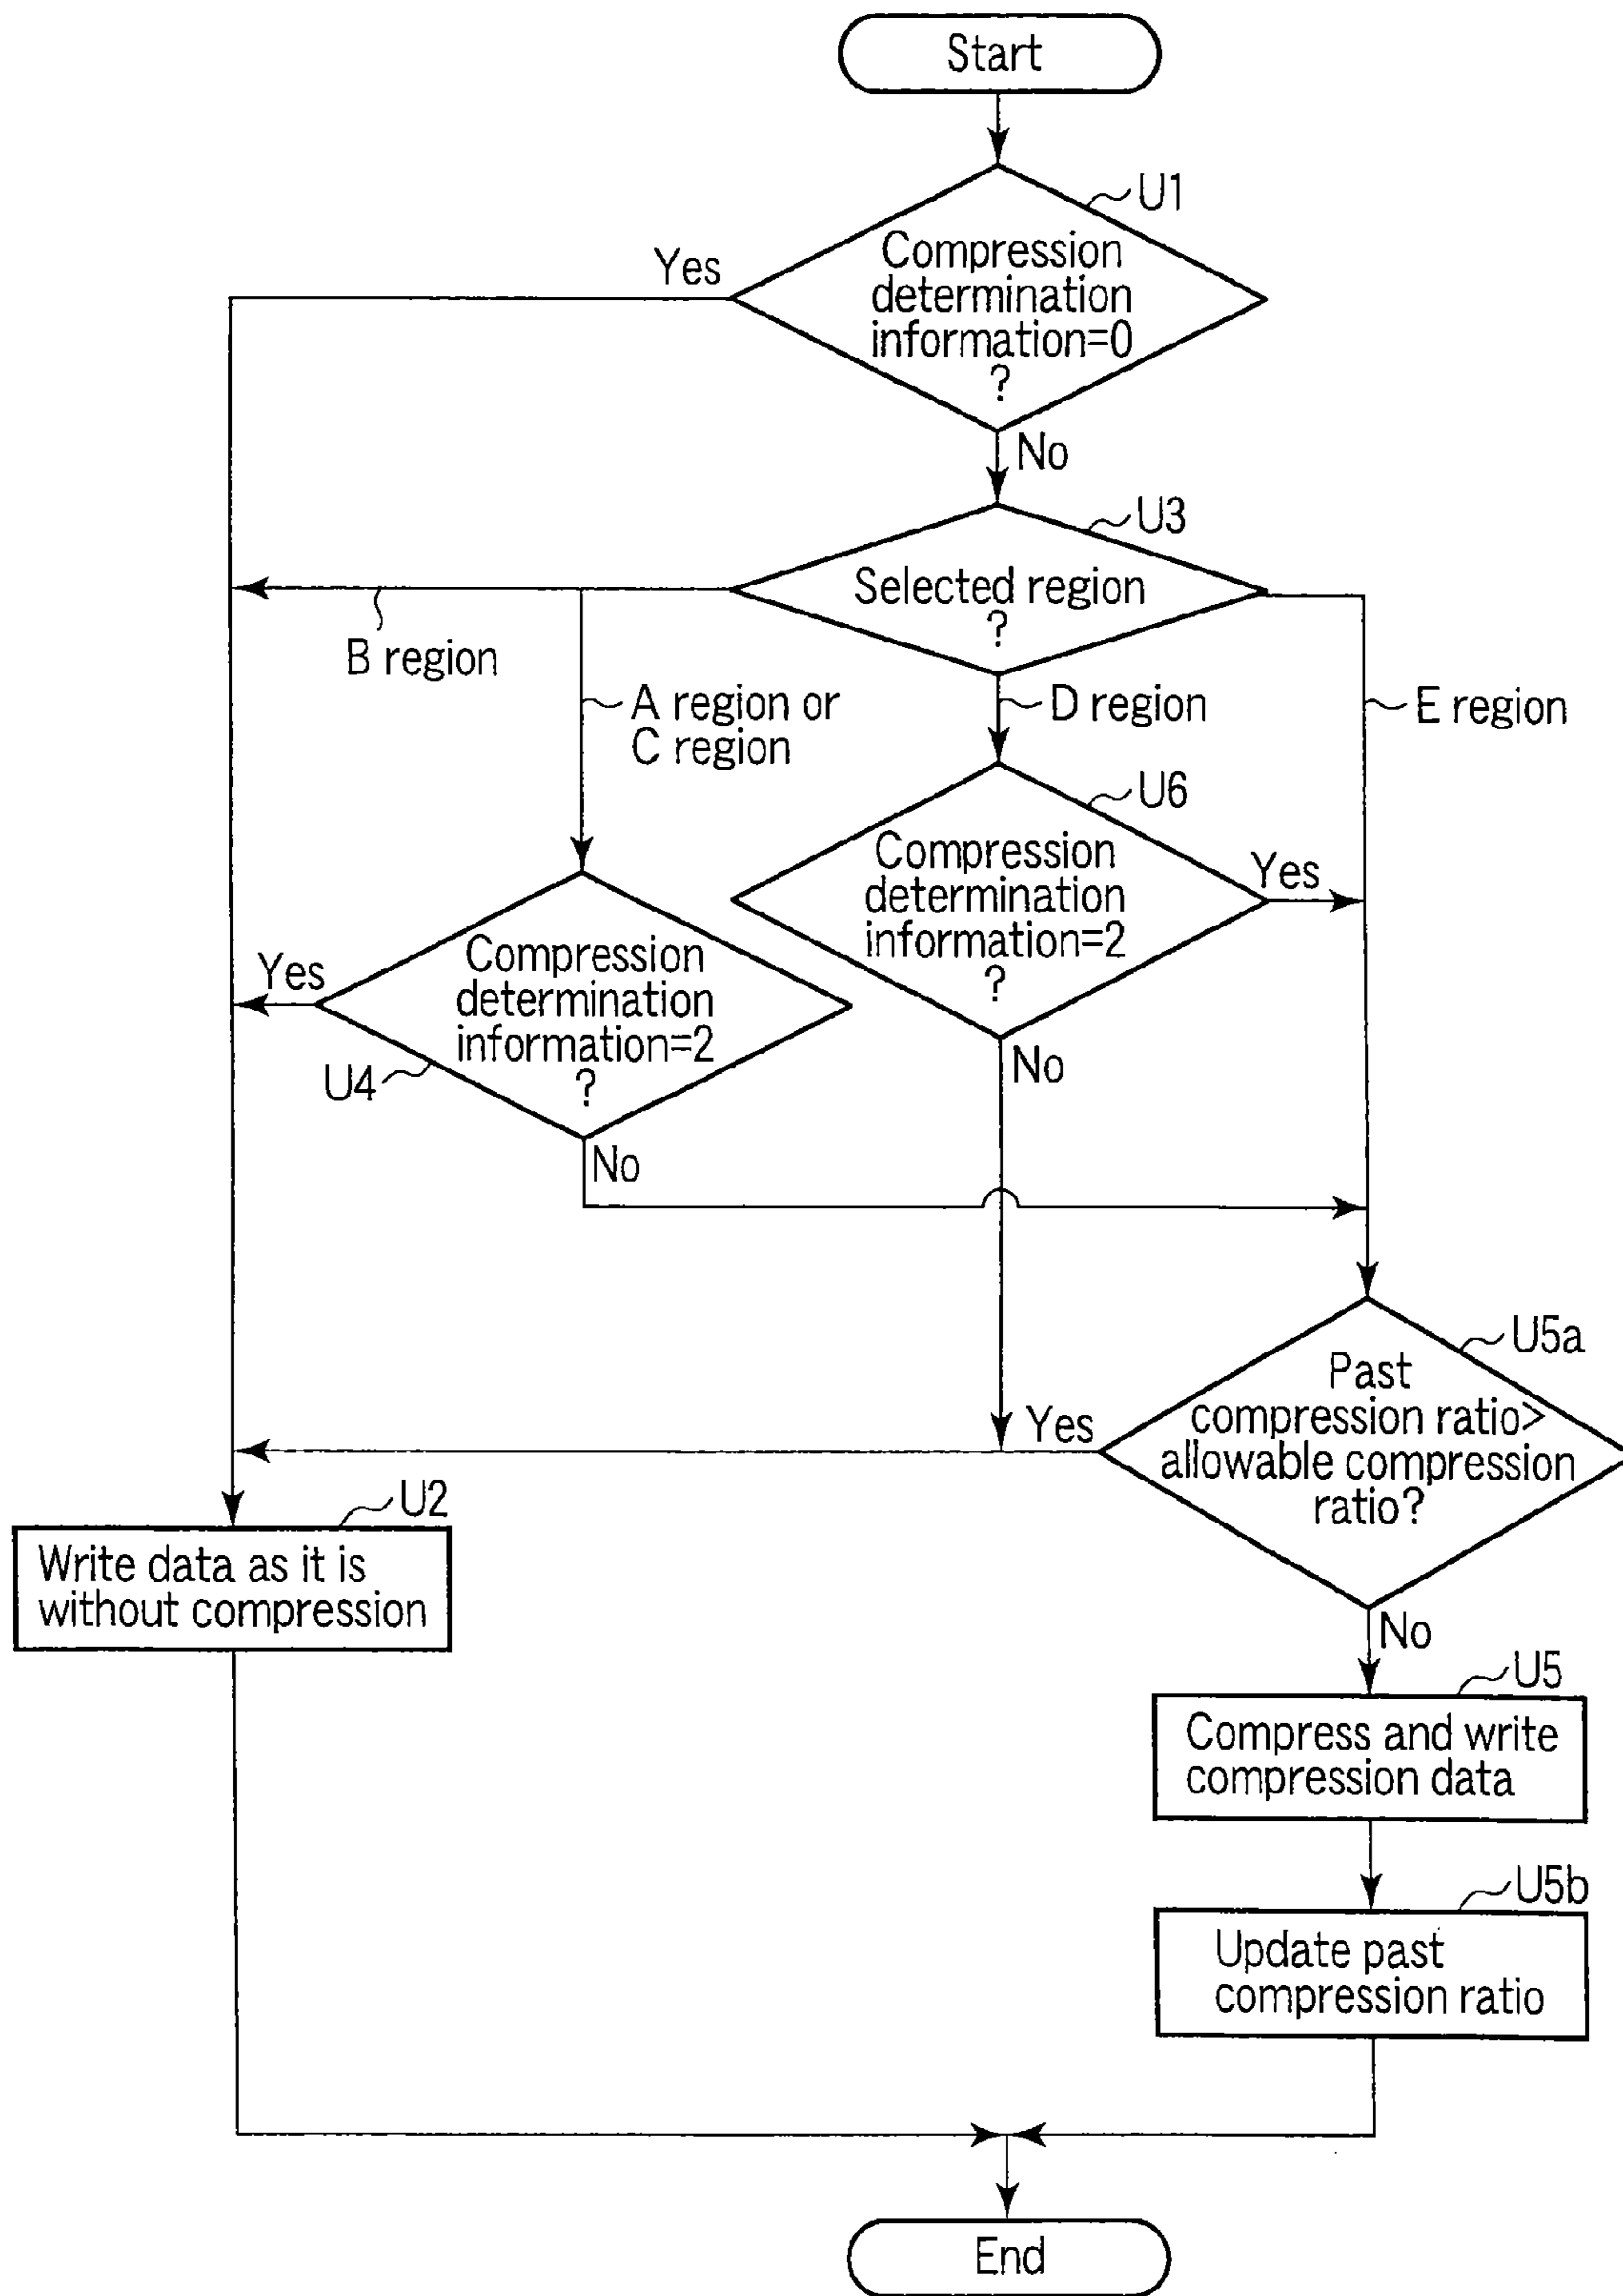 Start
U1
Compression
determination
information=0
?
Yes
No
U3
Selected region
?
B region
A region or
C region
D region
E region
U6
Compression
determination
information=2
?
Yes
No
Compression
determination
information=2
?
Yes
U4
No
U5a
Past
compression ratio>
allowable compression
ratio?
Yes
No
U2
Write data as it is
without compression
U5
Compress and write
compression data
U5b
Update past
compression ratio
End